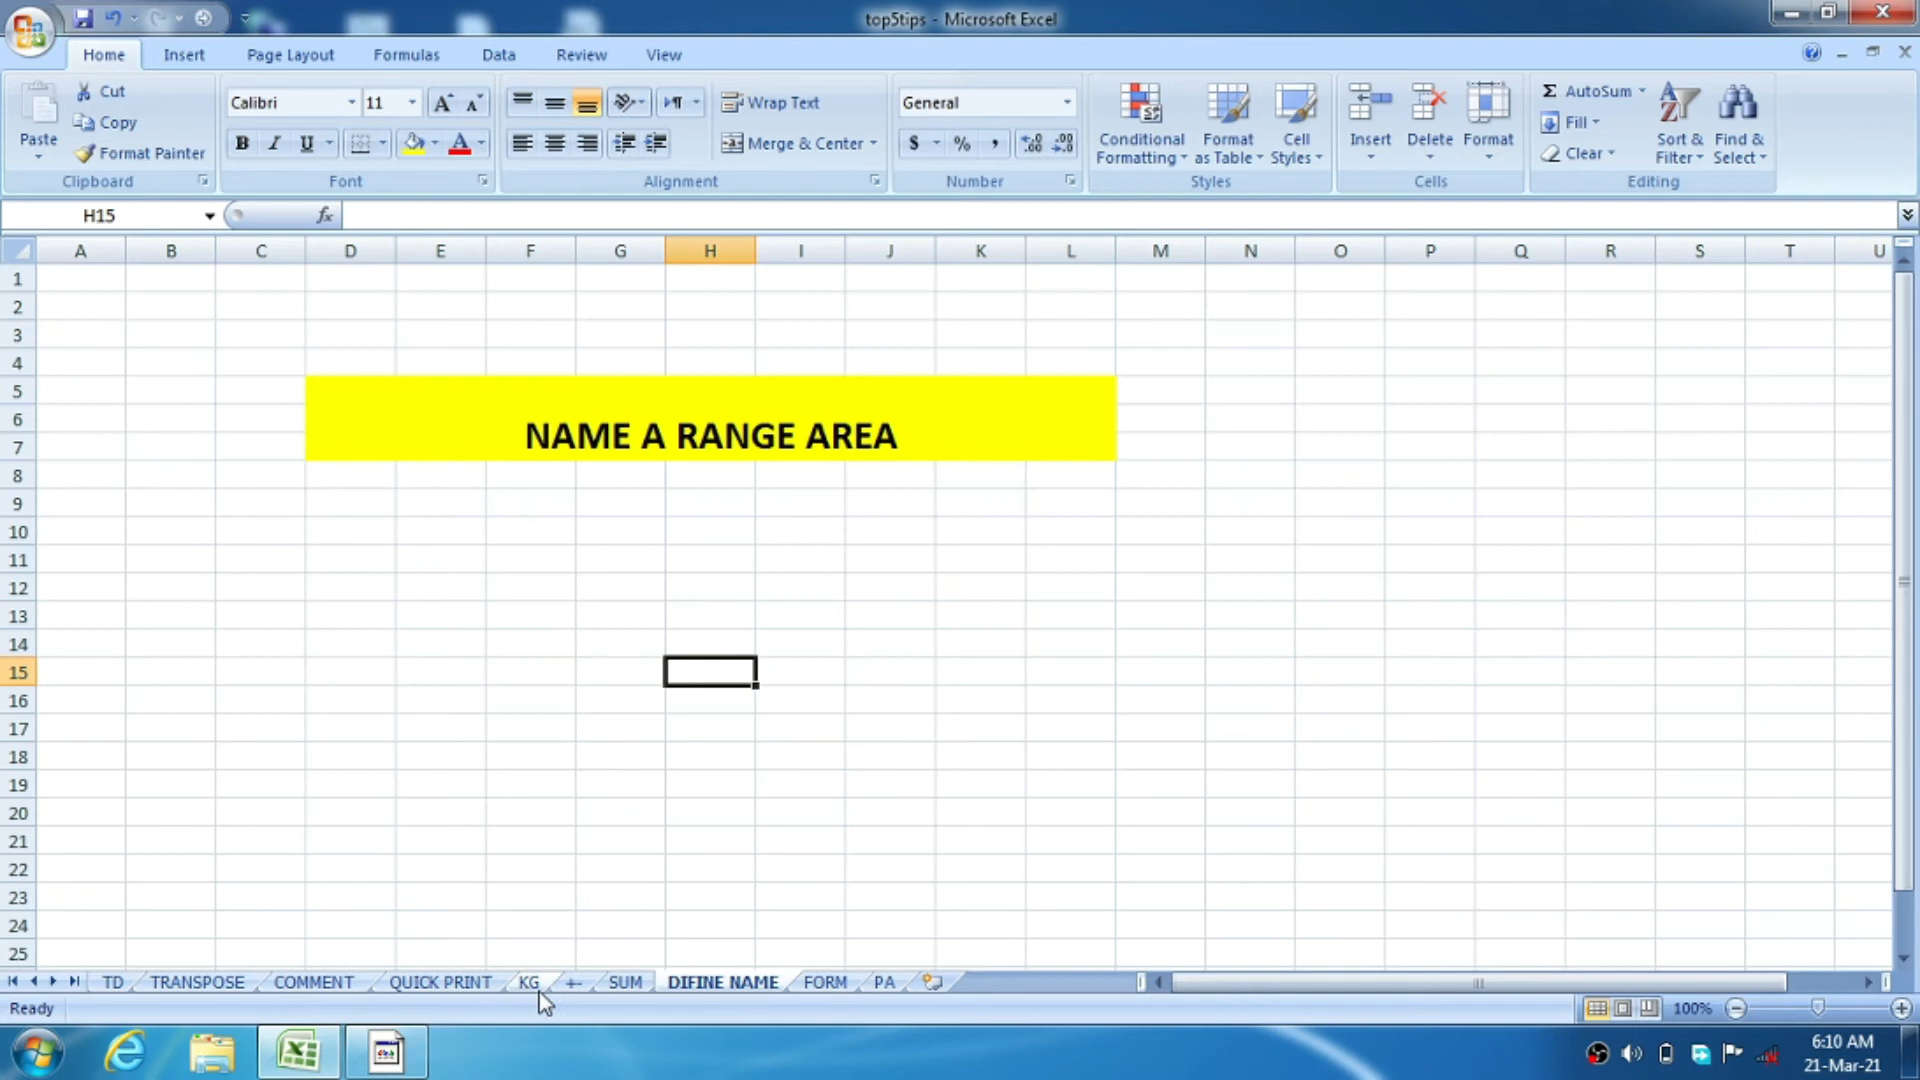 top5tips - Microsoft Excel
Home Insert Page Layout Formulas Data Review View
Paste
Cut
Copy
Format Painter
Clipboard
Calibri 11
B I U
Font
Wrap Text
Merge & Center
Alignment
General
$ % ,
Number
Conditional Formatting
Format as Table
Cell Styles
Styles
Insert Delete Format
Cells
Σ AutoSum
Fill
Clear
Sort & Filter
Find & Select
Editing
H15 fx
A B C D E F G H I J K L M N O P Q R S T U
1
2
3
4
5
6
7
8
9
10
11
12
13
14
15
16
17
18
19
20
21
22
23
24
25
NAME A RANGE AREA
TD TRANSPOSE COMMENT QUICK PRINT KG +- SUM DIFINE NAME FORM PA
Ready 100%
6:10 AM
21-Mar-21